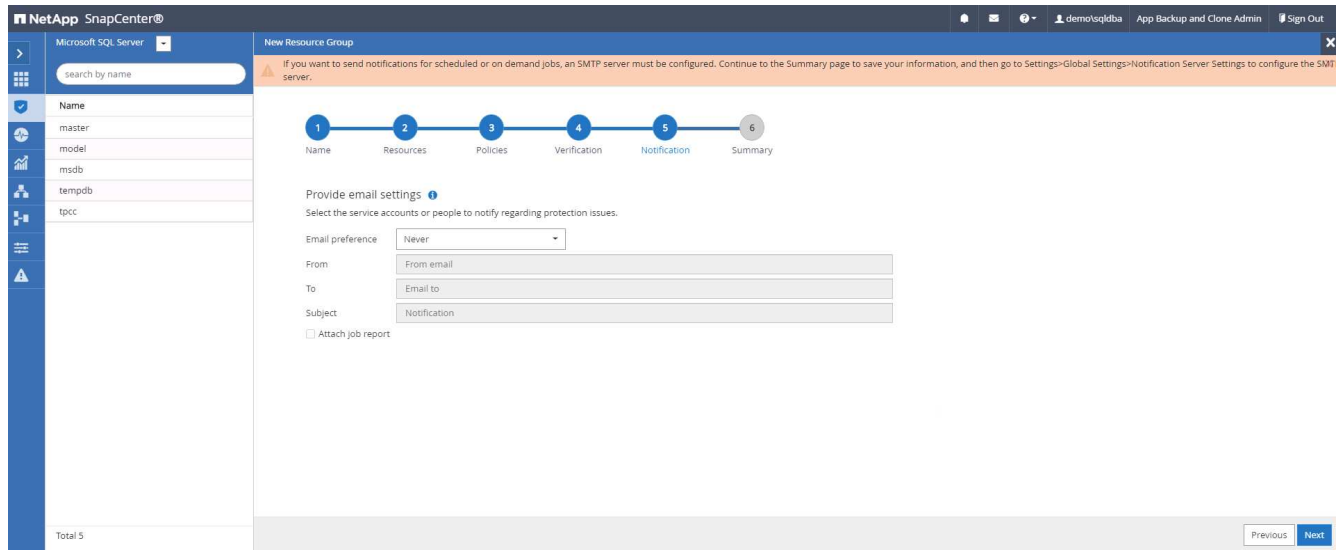 NetApp SnapCenter®
demo\sqldba App Backup and Clone Admin Sign Out
Microsoft SQL Server
search by name
Name
master
model
msdb
tempdb
tpcc
Total 5
New Resource Group
If you want to send notifications for scheduled or on demand jobs, an SMTP server must be configured. Continue to the Summary page to save your information, and then go to Settings>Global Settings>Notification Server Settings to configure the
server.
1 2 3 4 5 6
Name Resources Policies Verification Notification Summary
Provide email settings
Select the service accounts or people to notify regarding protection issues.
Email preference Never
From From email
To Email to
Subject Notification
Attach job report
Previous Next